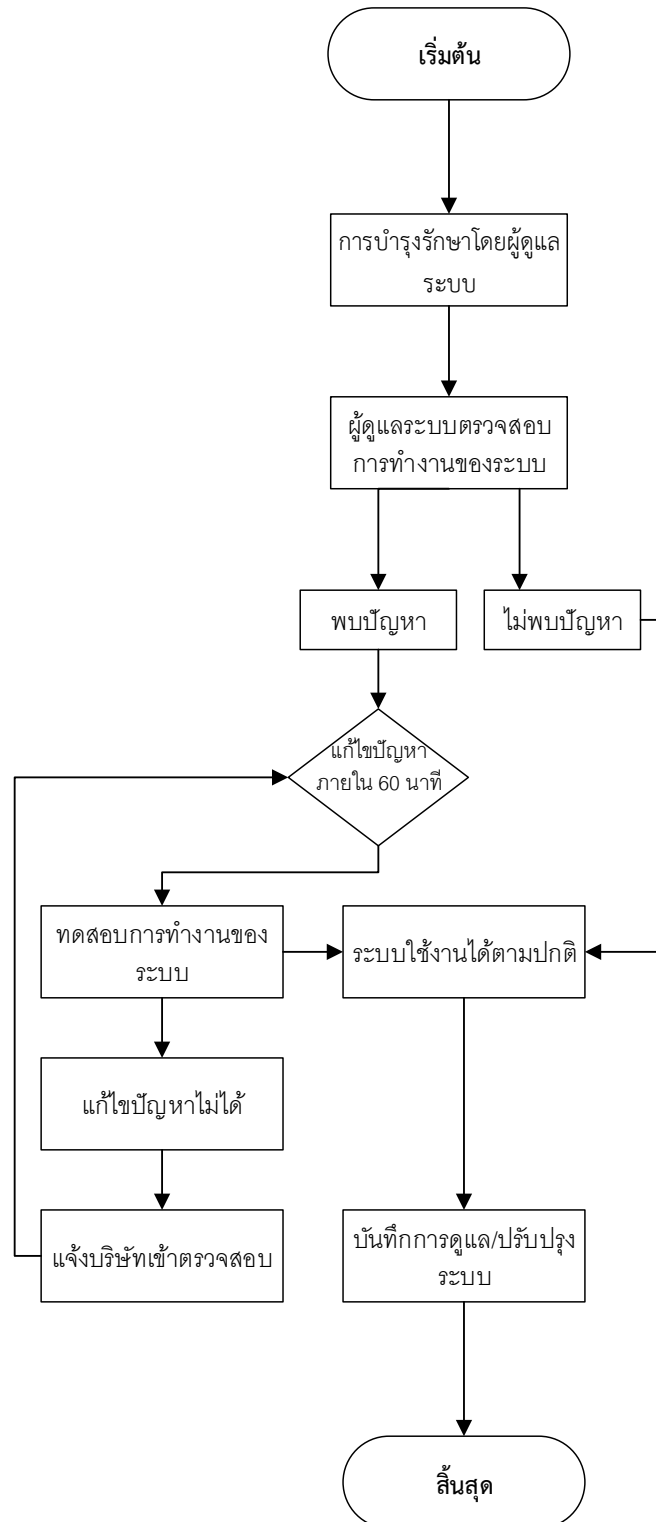 เริ่มต้น
การบำรุงรักษาโดยผู้ดูแล
ระบบ
ผู้ดูแลระบบตรวจสอบ
การทำงานของระบบ
พบปัญหา
ไม่พบปัญหา
แก้ไขปัญหา
ภายใน 60 นาที
ทดสอบการทำงานของ
ระบบ
ระบบใช้งานได้ตามปกติ
แก้ไขปัญหาไม่ได้
แจ้งบริษัทเข้าตรวจสอบ
บันทึกการดูแล/ปรับปรุง
ระบบ
สิ้นสุด